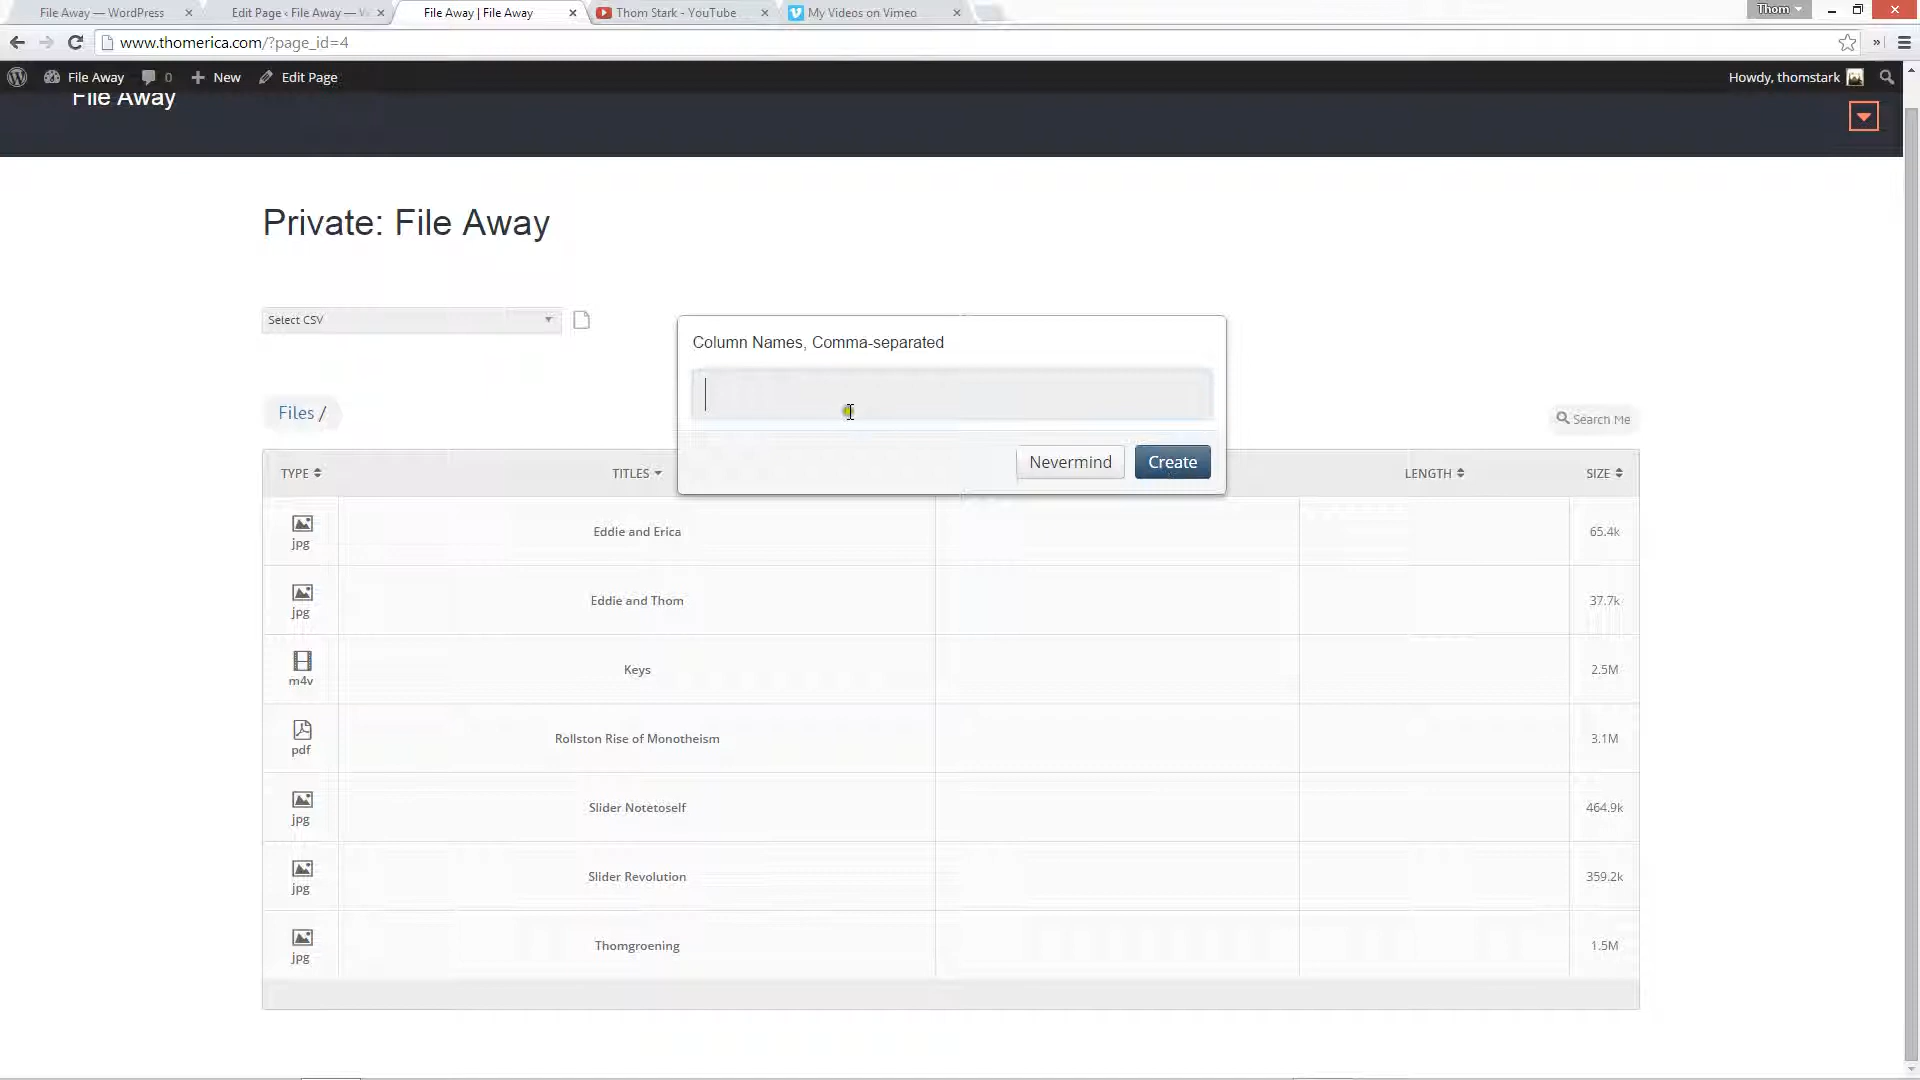 File Away — WordPress
Edit Page ‹ File Away — W
File Away | File Away
Thom Stark - YouTube
My Videos on Vimeo
Thom
www.thomerica.com/?page_id=4
»
File Away
0
+ New
Edit Page
Howdy, thomstark
File Away
Private: File Away
Select CSV
Column Names, Comma-separated
Nevermind
Create
Files /
Search Me
TYPE
TITLES
LENGTH
SIZE
jpg
Eddie and Erica
65.4k
jpg
Eddie and Thom
37.7k
m4v
Keys
2.5M
pdf
Rollston Rise of Monotheism
3.1M
jpg
Slider Notetoself
464.9k
jpg
Slider Revolution
359.2k
jpg
Thomgroening
1.5M